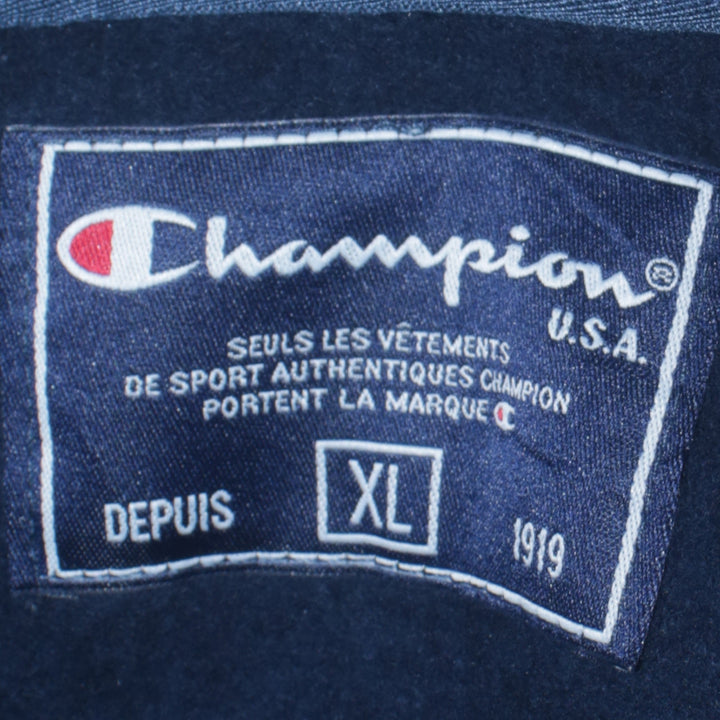 Champion®
U.S.A.
SEULS LES VÊTEMENTS
DE SPORT AUTHENTIQUES CHAMPION
PORTENT LA MARQUE C
DEPUIS XL 1919